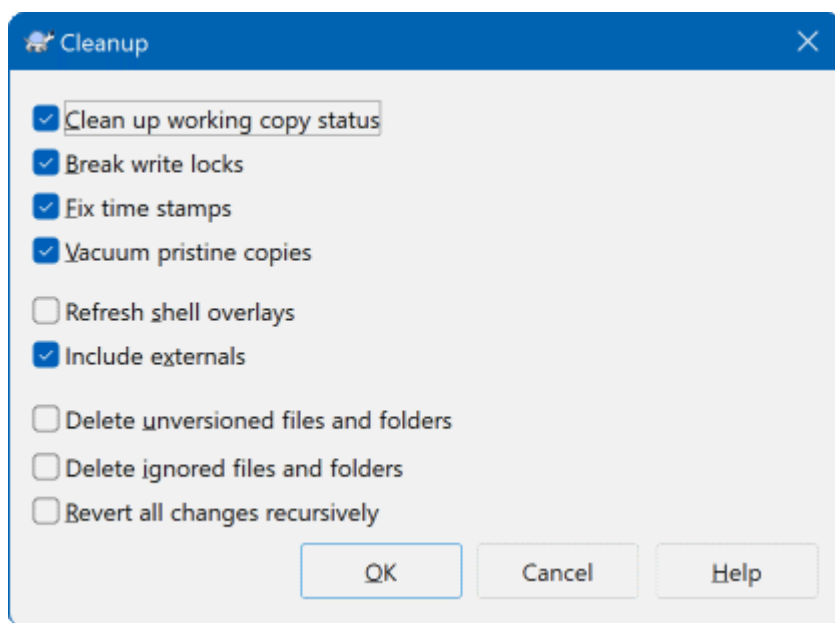 Cleanup
Clean up working copy status
Break write locks
Fix time stamps
Vacuum pristine copies
Refresh shell overlays
Include externals
Delete unversioned files and folders
Delete ignored files and folders
Revert all changes recursively
OK Cancel Help